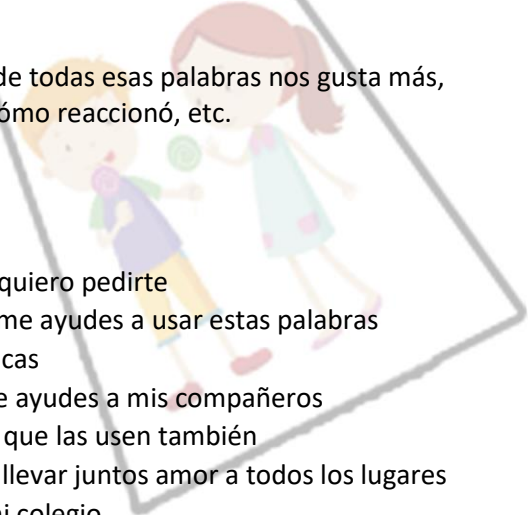 de todas esas palabras nos gusta más,
ómo reaccionó, etc.
quiero pedirte
me ayudes a usar estas palabras
cas
e ayudes a mis compañeros
que las usen también
llevar juntos amor a todos los lugares
i colegio